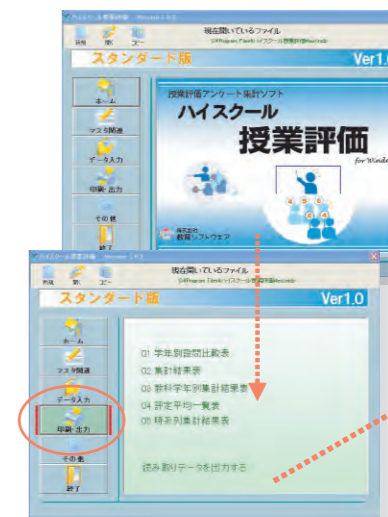 現在開いているファイル
スタンダード版 Ver1.0
ホーム
マスタ関連
データ入力
印刷・出力
その他
終了
授業評価アンケート集計ソフト
ハイスクール
授業評価
for Windows
株式会社
教育ソフトウェア
現在開いているファイル
スタンダード版 Ver1.0
ホーム
マスタ関連
データ入力
印刷・出力
その他
終了
01 学年別設問比較表
02 集計結果表
03 教科学年別集計結果表
04 評定平均一覧表
05 時系列集計結果表
読み取りデータを出力する